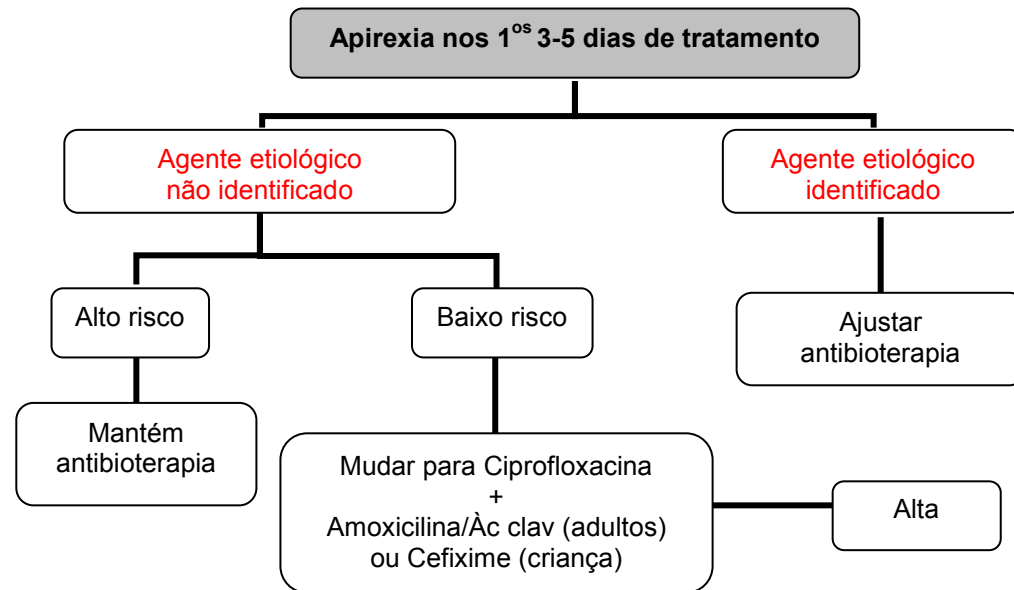 Apirexia nos 1os 3-5 dias de tratamento
Agente etiológico
não identificado
Agente etiológico
identificado
Alto risco
Baixo risco
Ajustar
antibioterapia
Mantém
antibioterapia
Mudar para Ciprofloxacina
+
Amoxicilina/Àc clav (adultos)
ou Cefixime (criança)
Alta